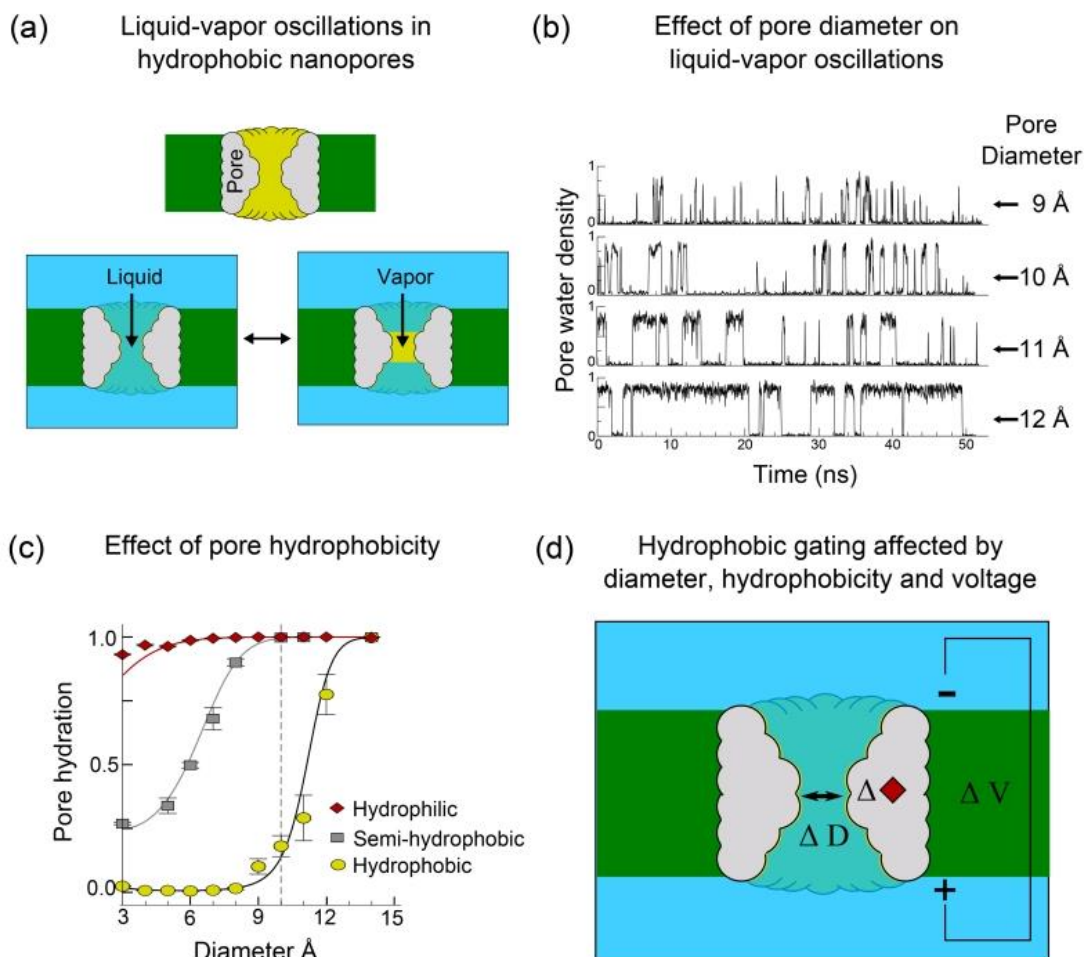 (a)
Liquid-vapor oscillations in
hydrophobic nanopores
Pore
Liquid
Vapor
(b)
Effect of pore diameter on
liquid-vapor oscillations
Pore
Diameter
Pore water density
1
0
9 Å
1
0
10 Å
1
0
11 Å
1
0
12 Å
0 10 20 30 40 50
Time (ns)
(c)
Effect of pore hydrophobicity
Pore hydration
1.0
0.5
0.0
Hydrophilic
Semi-hydrophobic
Hydrophobic
3 6 9 12 15
Diameter Å
(d)
Hydrophobic gating affected by
diameter, hydrophobicity and voltage
−
Δ
Δ V
Δ D
+